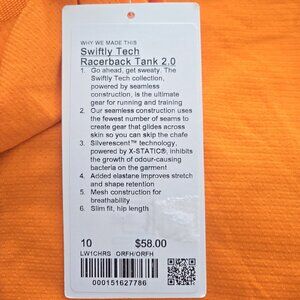 WHY WE MADE THIS
Swiftly Tech
Racerback Tank 2.0
1. Go ahead, get sweaty. The
Swiftly Tech collection,
powered by seamless
construction, is the ultimate
gear for running and training
2. Our seamless construction uses
the fewest number of seams to
create gear that glides across
skin so you can skip the chafe
3. Silverescent™ technology,
powered by X-STATIC®, inhibits
the growth of odour-causing
bacteria on the garment
4. Added elastane improves stretch
and shape retention
5. Mesh construction for
breathability
6. Slim fit, hip length
10 $58.00
LW1CHRS ORFH/ORFH
000151627786